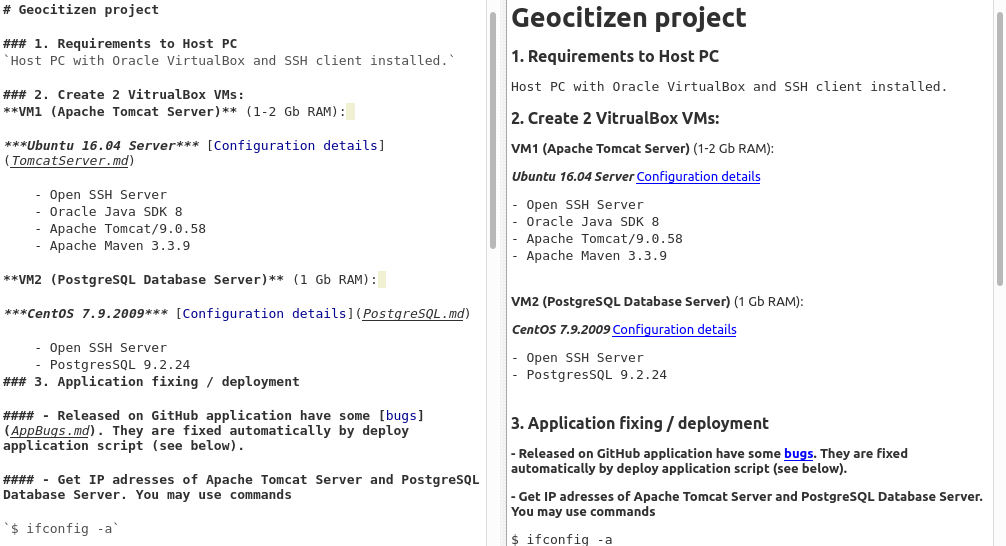 # Geocitizen project
### 1. Requirements to Host PC
`Host PC with Oracle VirtualBox and SSH client installed.`
### 2. Create 2 VitrualBox VMs:
**VM1 (Apache Tomcat Server)** (1-2 Gb RAM):
***Ubuntu 16.04 Server*** [Configuration details]
(TomcatServer.md)
- Open SSH Server
- Oracle Java SDK 8
- Apache Tomcat/9.0.58
- Apache Maven 3.3.9
**VM2 (PostgreSQL Database Server)** (1 Gb RAM):
***CentOS 7.9.2009*** [Configuration details](PostgreSQL.md)
- Open SSH Server
- PostgresSQL 9.2.24
### 3. Application fixing / deployment
#### - Released on GitHub application have some [bugs]
(AppBugs.md). They are fixed automatically by deploy
application script (see below).
#### - Get IP adresses of Apache Tomcat Server and PostgreSQL
Database Server. You may use commands
`$ ifconfig -a`
Geocitizen project
1. Requirements to Host PC
Host PC with Oracle VirtualBox and SSH client installed.
2. Create 2 VitrualBox VMs:
VM1 (Apache Tomcat Server) (1-2 Gb RAM):
Ubuntu 16.04 Server Configuration details
- Open SSH Server
- Oracle Java SDK 8
- Apache Tomcat/9.0.58
- Apache Maven 3.3.9
VM2 (PostgreSQL Database Server) (1 Gb RAM):
CentOS 7.9.2009 Configuration details
- Open SSH Server
- PostgresSQL 9.2.24
3. Application fixing / deployment
- Released on GitHub application have some bugs. They are fixed
automatically by deploy application script (see below).
- Get IP adresses of Apache Tomcat Server and PostgreSQL Database Server.
You may use commands
$ ifconfig -a